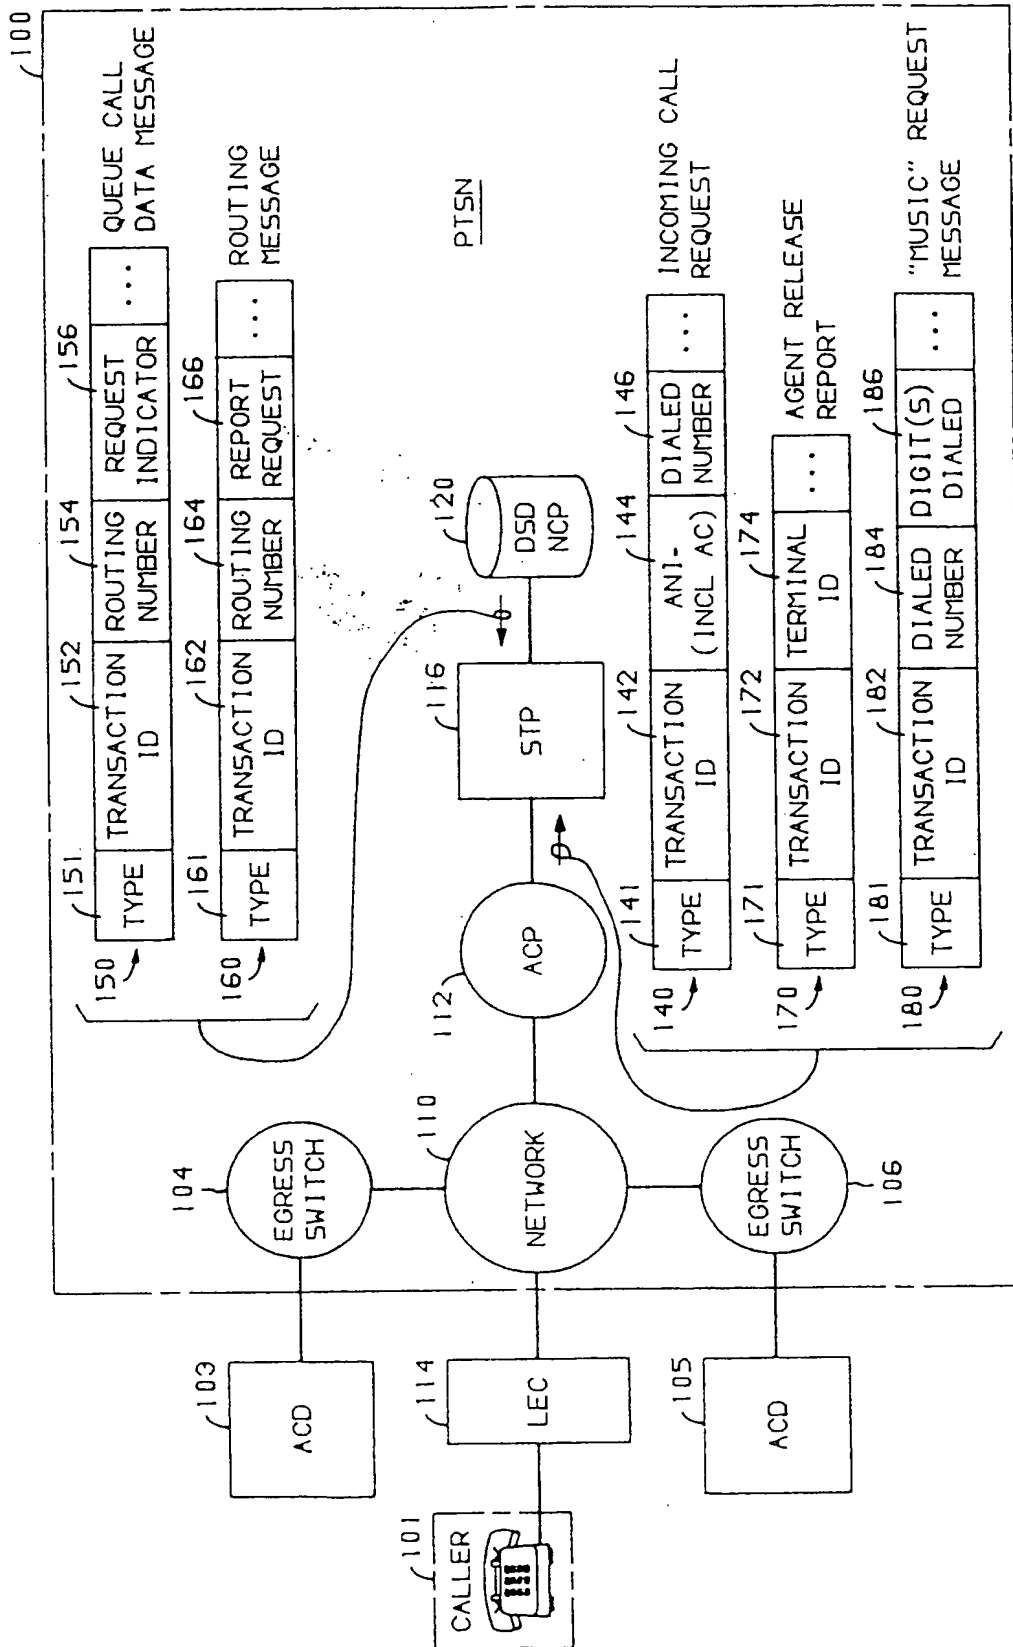 100
151
152
154
156
TYPE
TRANSACTION
ID
ROUTING
NUMBER
REQUEST
INDICATOR
...
QUEUE CALL
DATA MESSAGE
150
161
162
164
166
TYPE
TRANSACTION
ID
ROUTING
NUMBER
REPORT
REQUEST
...
ROUTING
MESSAGE
160
PTSN
103
ACD
104
EGRESS
SWITCH
101
CALLER
114
LEC
110
NETWORK
112
ACP
116
STP
120
DSD
NCP
105
ACD
106
EGRESS
SWITCH
141
142
144
146
TYPE
TRANSACTION
ID
ANI-
(INCL AC)
DIALED
NUMBER
...
INCOMING CALL
REQUEST
140
171
172
174
TYPE
TRANSACTION
ID
TERMINAL
ID
...
AGENT RELEASE
REPORT
170
181
182
184
186
TYPE
TRANSACTION
ID
DIALED
NUMBER
DIGIT(S)
DIALED
...
"MUSIC" REQUEST
MESSAGE
180